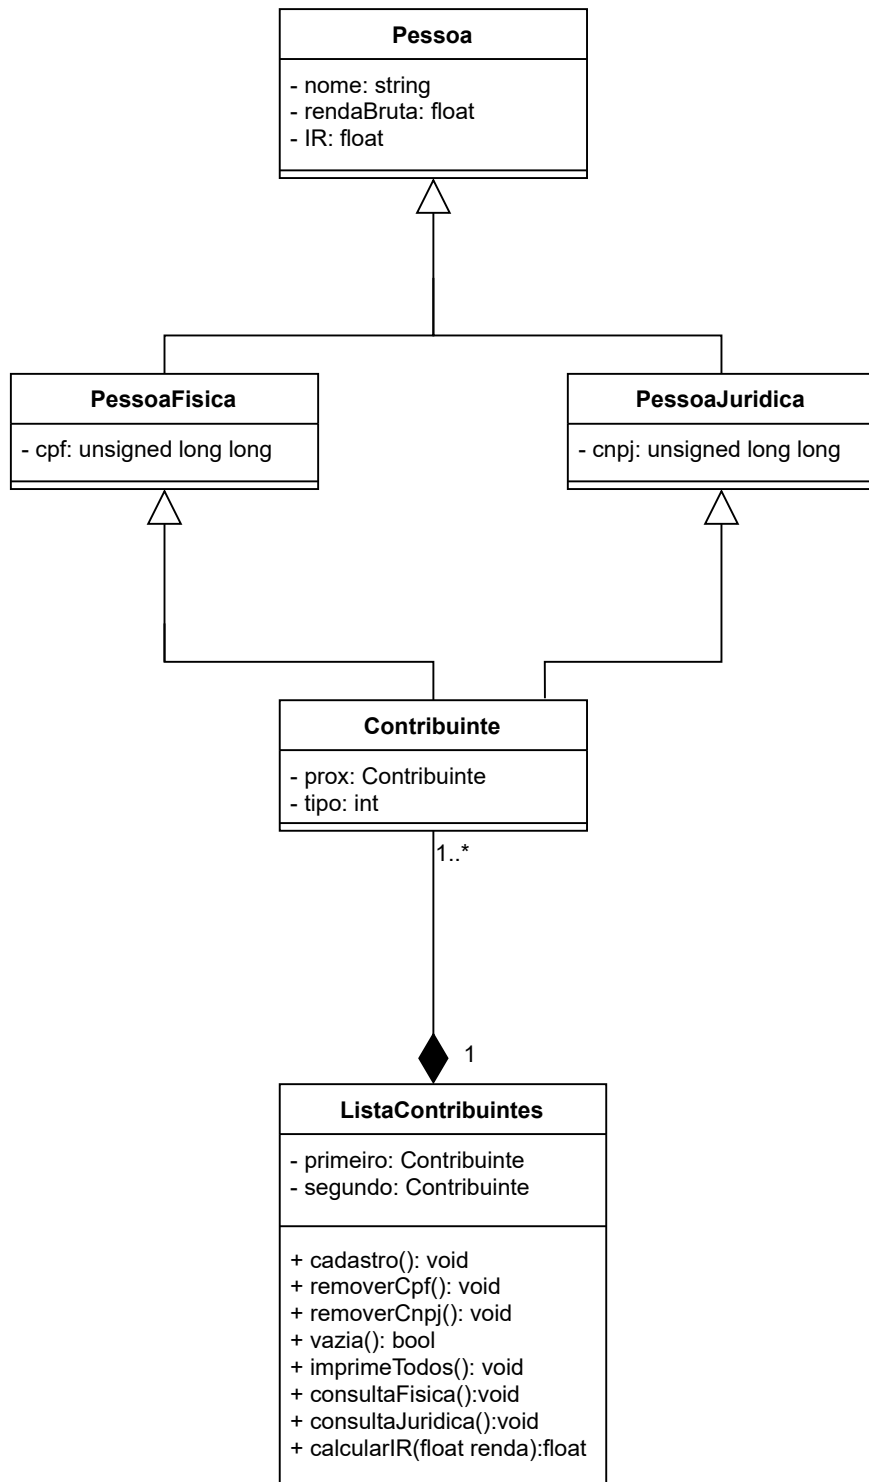 Pessoa
- nome: string
- rendaBruta: float
- IR: float
PessoaFisica
- cpf: unsigned long long
PessoaJuridica
- cnpj: unsigned long long
Contribuinte
- prox: Contribuinte
- tipo: int
1..*
1
ListaContribuintes
- primeiro: Contribuinte
- segundo: Contribuinte
+ cadastro(): void
+ removerCpf(): void
+ removerCnpj(): void
+ vazia(): bool
+ imprimeTodos(): void
+ consultaFisica():void
+ consultaJuridica():void
+ calcularIR(float renda):float